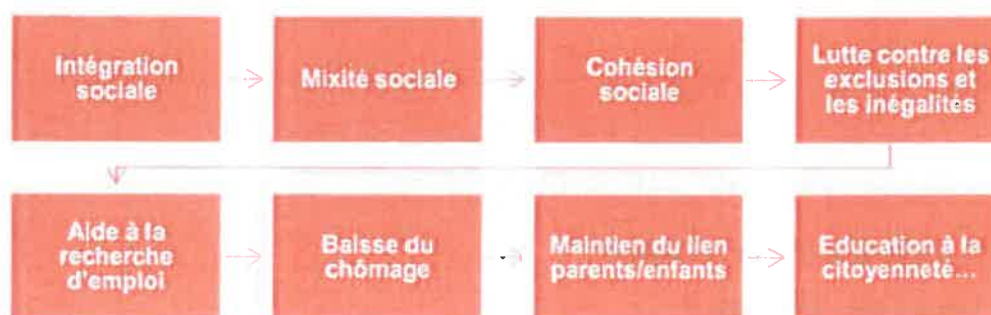 Intégration
sociale
Mixité sociale
Cohésion
sociale
Lutte contre les
exclusions et
les inégalités
Aide à la
recherche
d'emploi
Baisse du
chômage
Maintien du lien
parents/enfants
Education à la
citoyenneté...